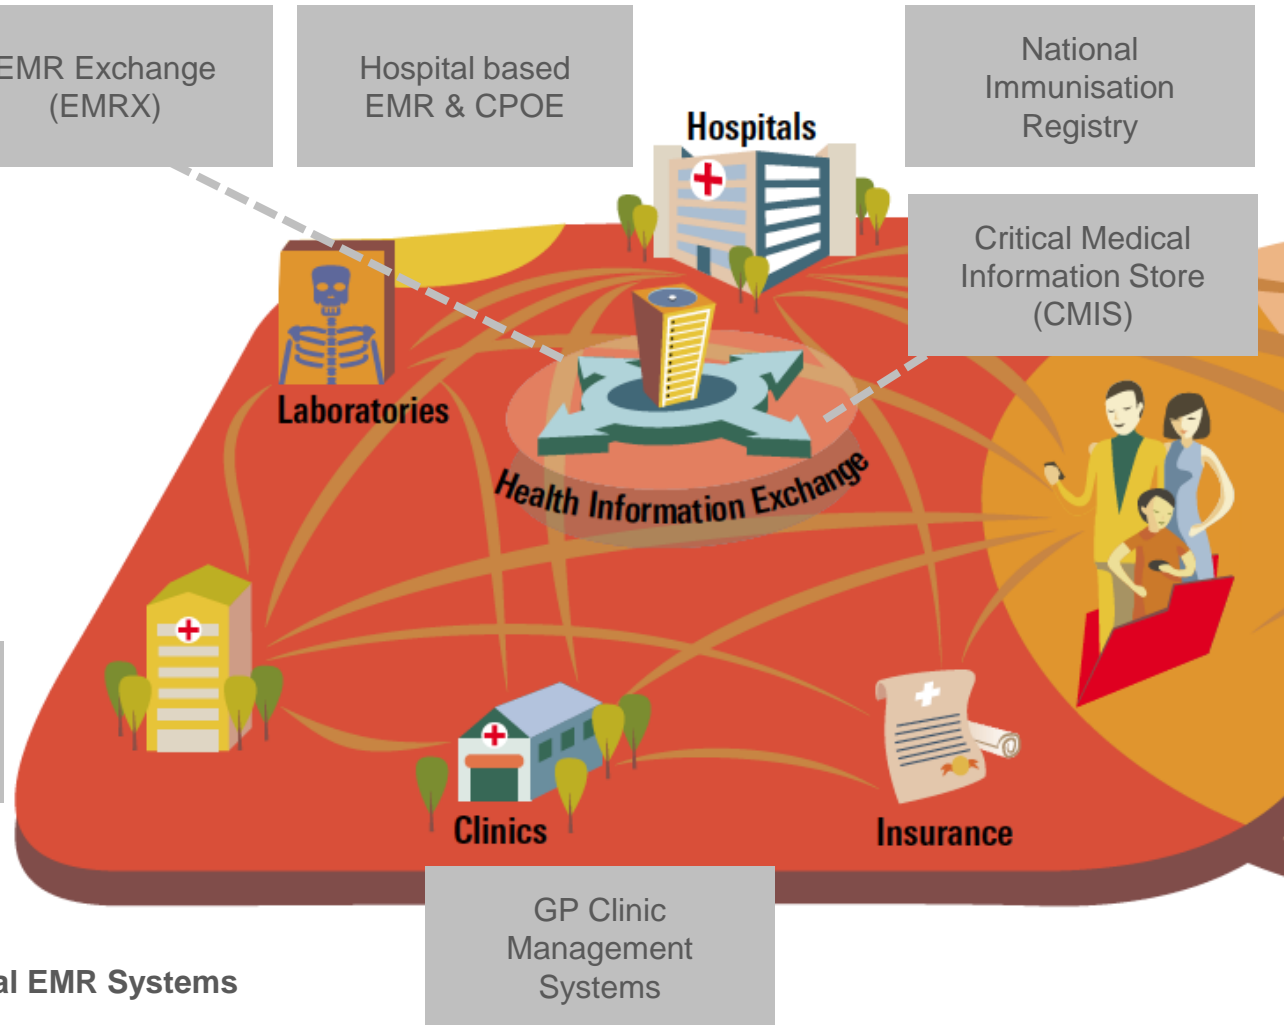 EMR Exchange
(EMRX)
Hospital based
EMR & CPOE
National
Immunisation
Registry
Hospitals
Critical Medical
Information Store
(CMIS)
Laboratories
Health Information Exchange
Clinics
Insurance
GP Clinic
Management
Systems
al EMR Systems